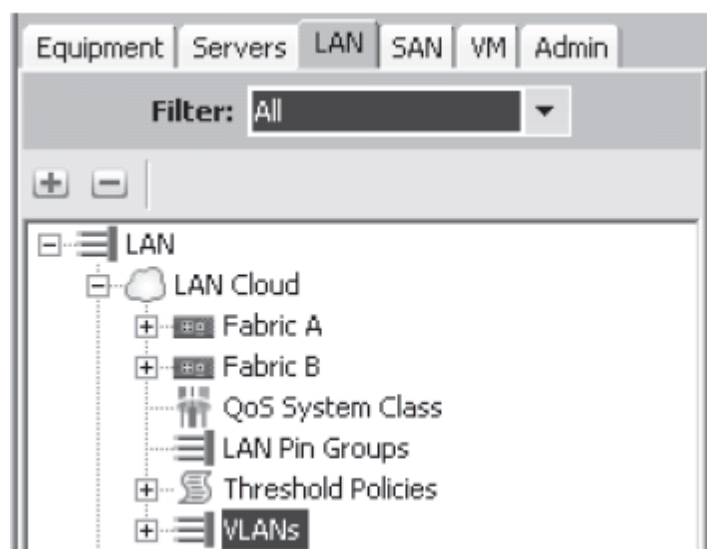 Equipment Servers LAN SAN VM Admin
Filter: All
LAN
LAN Cloud
Fabric A
Fabric B
QoS System Class
LAN Pin Groups
Threshold Policies
VLANs